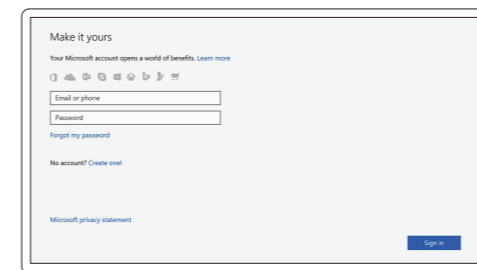 Make it yours
Your Microsoft account opens a world of benefits. Learn more
Email or phone
Password
Forgot my password
No account? Create one!
Microsoft privacy statement
Sign in